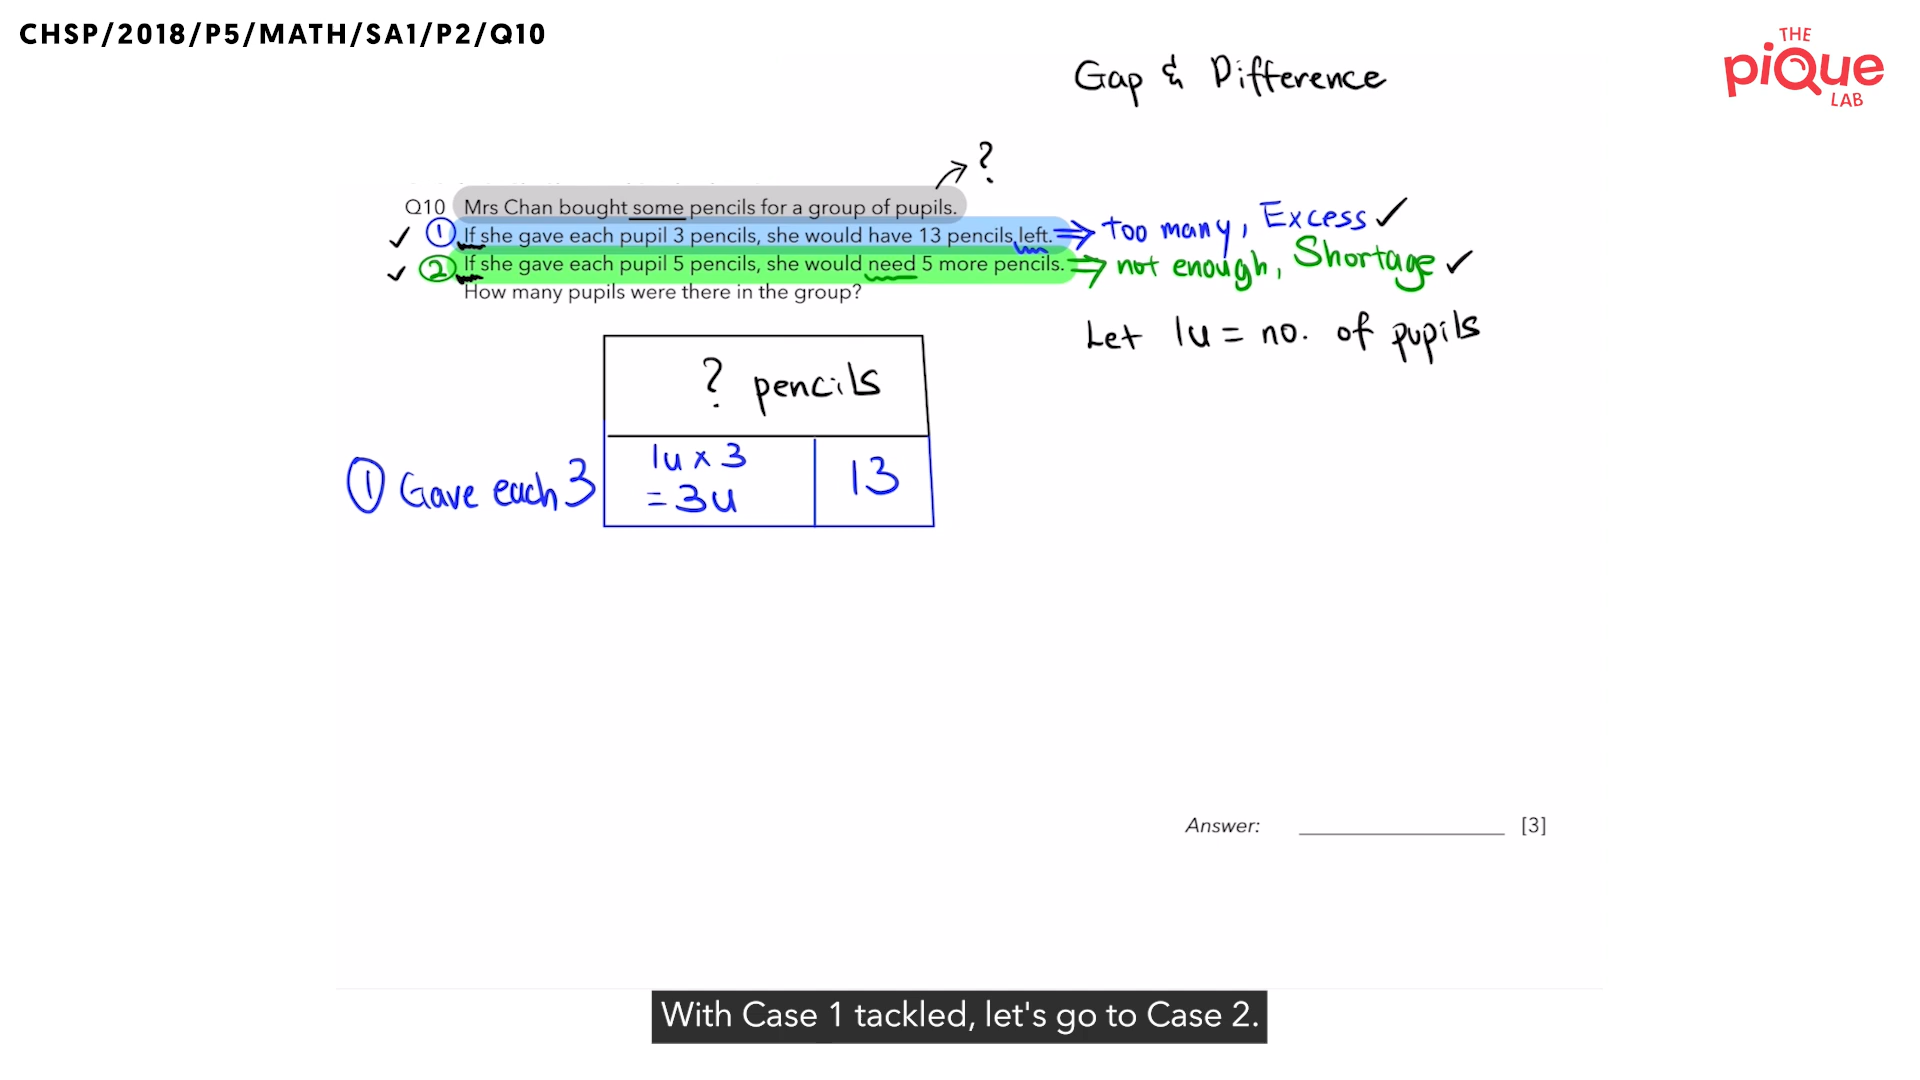 CHSP/2018/P5/MATH/SA1/P2/Q10
THE
piQue
LAB
Gap & Difference
?
Q10 Mrs Chan bought some pencils for a group of pupils.
① If she gave each pupil 3 pencils, she would have 13 pencils left. ⇒ too many, Excess ✓
② If she gave each pupil 5 pencils, she would need 5 more pencils. ⇒ not enough, Shortage ✓
How many pupils were there in the group?
Let 1u = no. of pupils
? pencils
① Gave each 3
1u × 3
= 3u
13
Answer: ____________ [3]
With Case 1 tackled, let's go to Case 2.